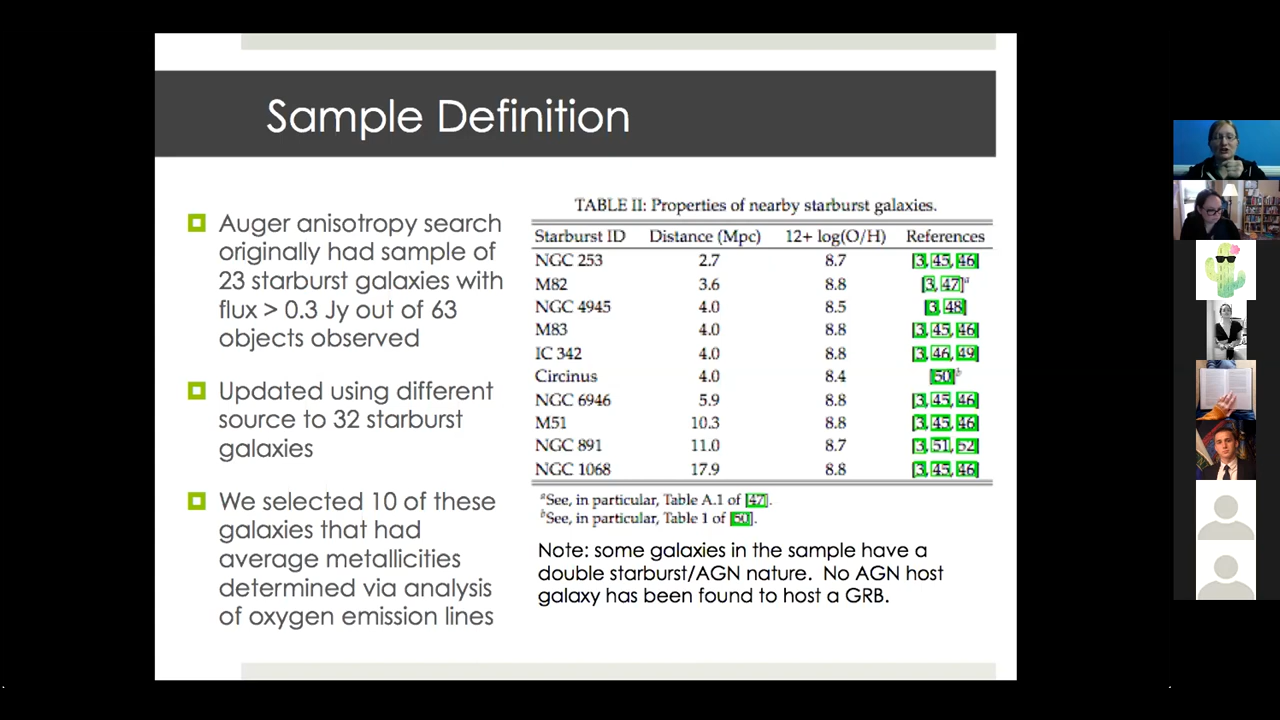 Sample Definition
Auger anisotropy search
originally had sample of
23 starburst galaxies with
flux > 0.3 Jy out of 63
objects observed
Updated using different
source to 32 starburst
galaxies
We selected 10 of these
galaxies that had
average metallicities
determined via analysis
of oxygen emission lines
TABLE II: Properties of nearby starburst galaxies.
Starburst ID Distance (Mpc) 12+ log(O/H) References
NGC 253 2.7 8.7 [3, 45, 46]
M82 3.6 8.8 [3, 47]a
NGC 4945 4.0 8.5 [3, 48]
M83 4.0 8.8 [3, 45, 46]
IC 342 4.0 8.8 [3, 46, 49]
Circinus 4.0 8.4 [50]b
NGC 6946 5.9 8.8 [3, 45, 46]
M51 10.3 8.8 [3, 45, 46]
NGC 891 11.0 8.7 [3, 51, 52]
NGC 1068 17.9 8.8 [3, 45, 46]
aSee, in particular, Table A.1 of [47].
bSee, in particular, Table 1 of [50].
Note: some galaxies in the sample have a
double starburst/AGN nature. No AGN host
galaxy has been found to host a GRB.